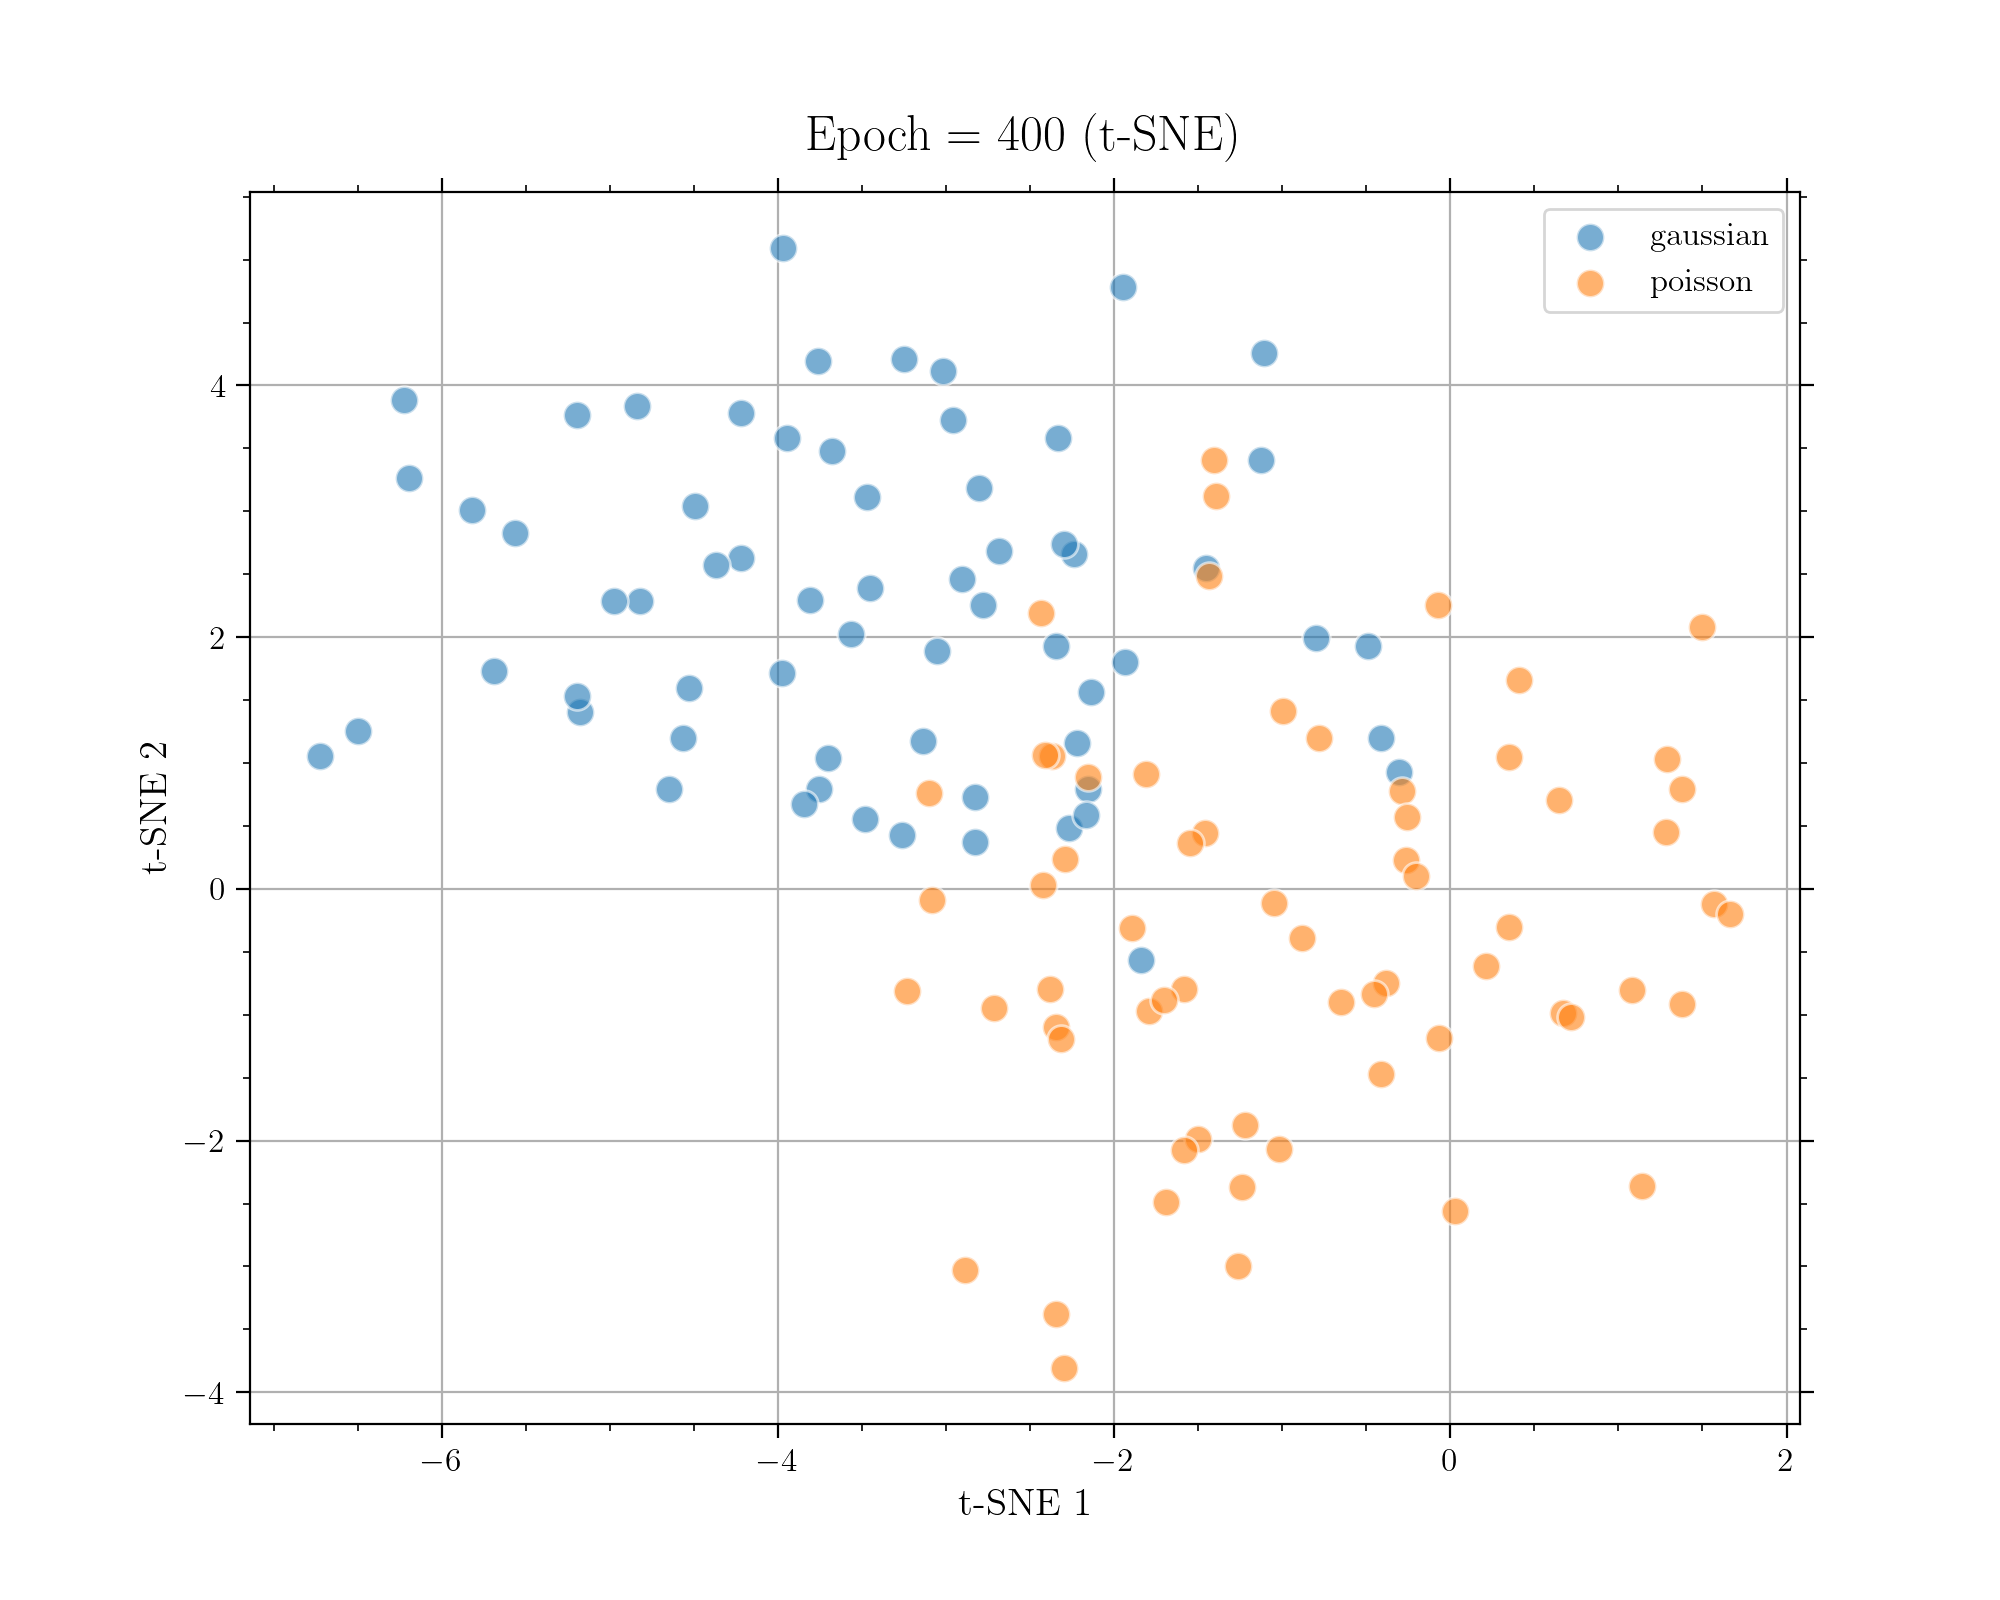 Epoch = 400 (t-SNE)
gaussian
poisson
4
2
0
−2
−4
t-SNE 2
−6
−4
−2
0
2
t-SNE 1